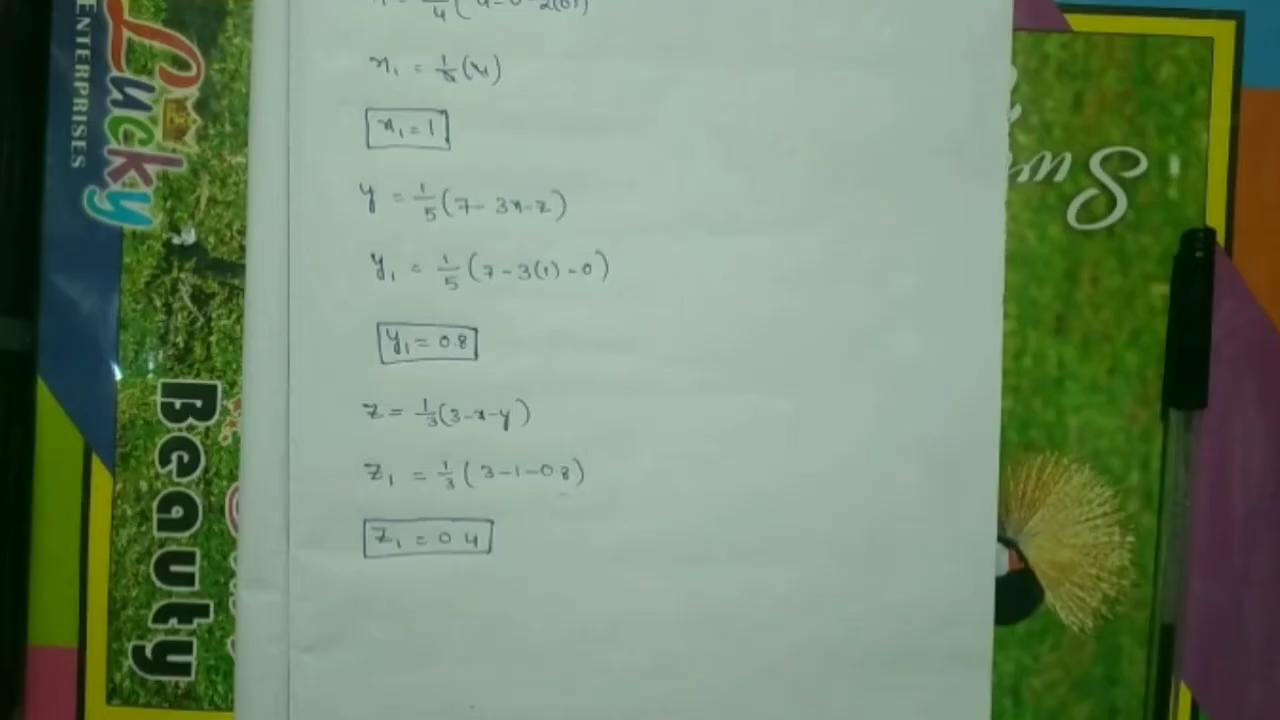 x₁ = 1/4 (4)
x₁ = 1
y = 1/5 (7 - 3x - z)
y₁ = 1/5 (7 - 3(1) - 0)
y₁ = 0.8
z = 1/3 (3 - x - y)
z₁ = 1/3 (3 - 1 - 0.8)
z₁ = 0.4
Lucky
ENTERPRISES
Beauty